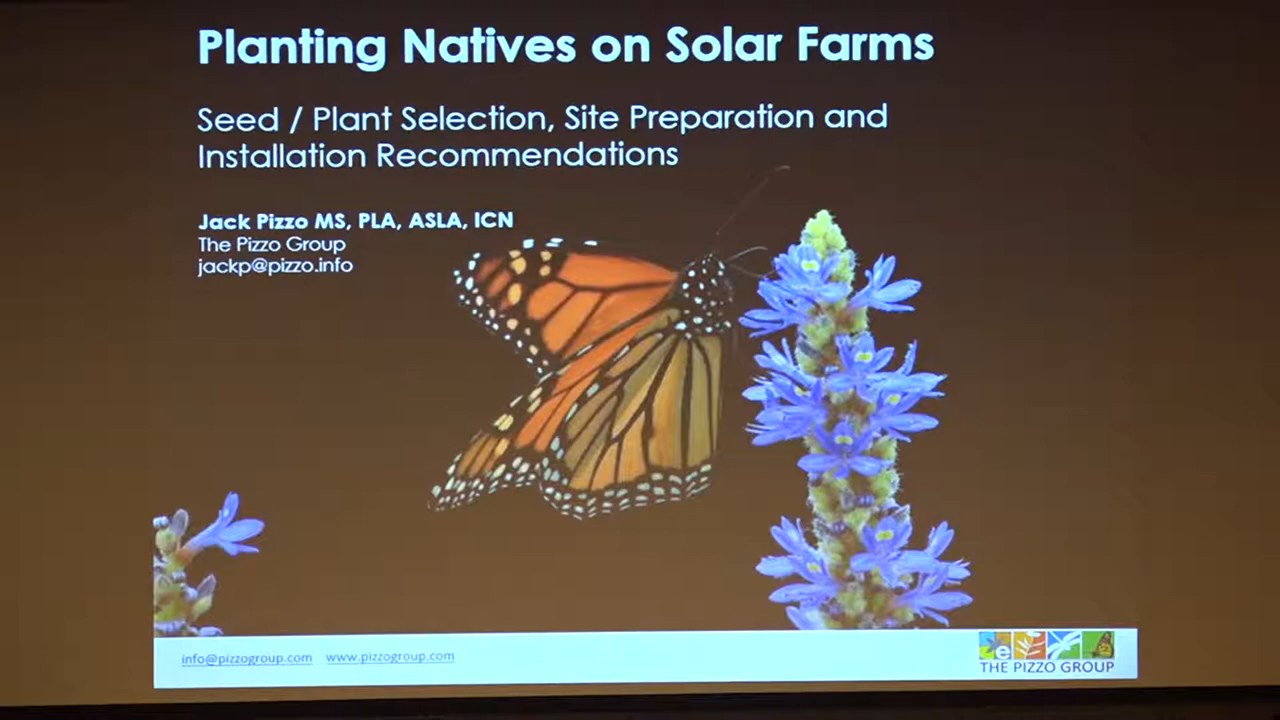 Planting Natives on Solar Farms
Seed / Plant Selection, Site Preparation and
Installation Recommendations
Jack Pizzo MS, PLA, ASLA, ICN
The Pizzo Group
jackp@pizzo.info
info@pizzogroup.com www.pizzogroup.com
THE PIZZO GROUP